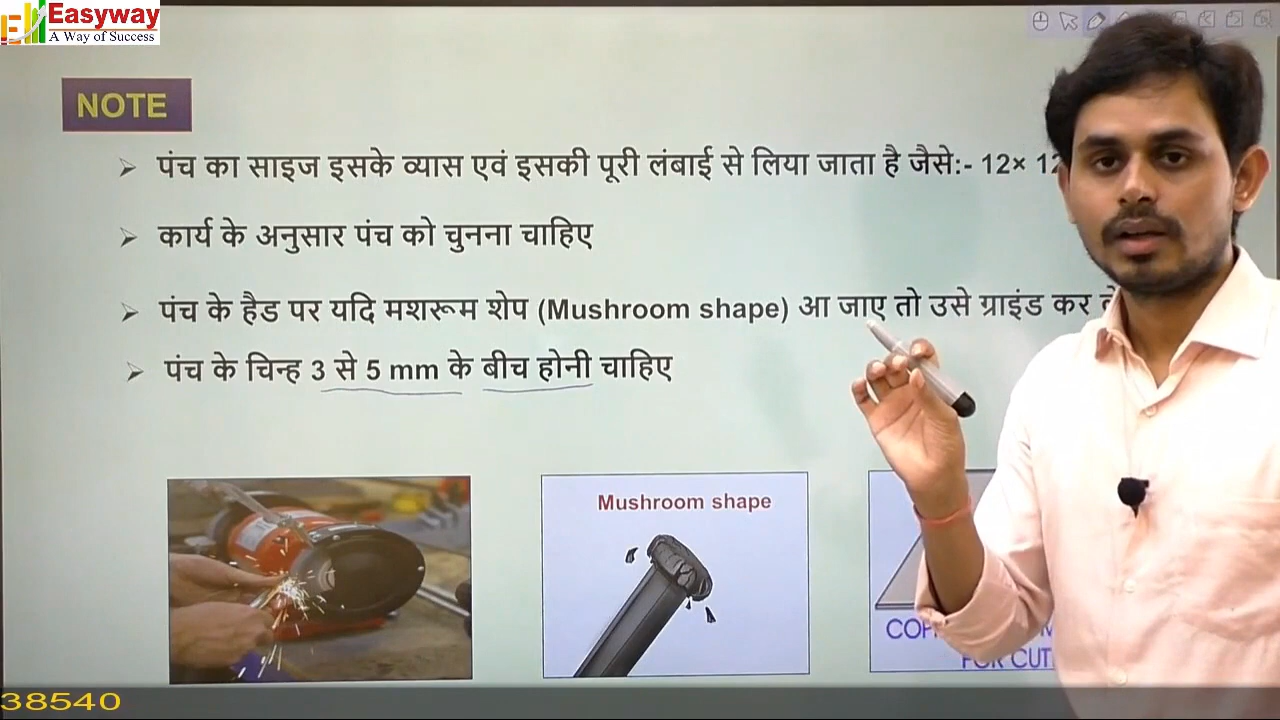 Easyway
A Way of Success
NOTE
➢ पंच का साइज इसके व्यास एवं इसकी पूरी लंबाई से लिया जाता है जैसे:- 12×
➢ कार्य के अनुसार पंच को चुनना चाहिए
➢ पंच के हैड पर यदि मशरूम शेप (Mushroom shape) आ जाए तो उसे ग्राइंड कर
➢ पंच के चिन्ह 3 से 5 mm के बीच होनी चाहिए
Mushroom shape
FOR CUT
38540